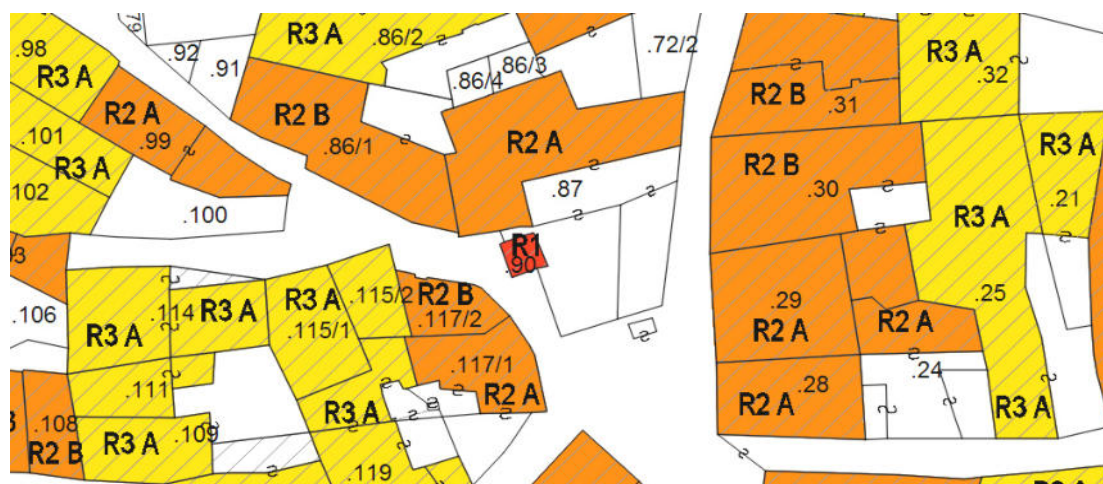 79
.92
.91
R3 A
.86/2
.86/3
.86/4
.72/2
R3 A
.32
.98
R3 A
R2 A
.99
R2 B
.86/1
R2 A
R2 B
.31
.101
R3 A
102
.100
.87
R2 B
.30
R3 A
.21
R3 A
.25
R1
.90
.106
R3 A
.114
R3 A
R3 A
.115/1
.115/2
R2 B
.117/2
.29
R2 A
R2 A
.117/1
R2 A
.111
.24
.28
R2 A
R3 A
.108
R2 B
R3 A
.109
R3 A
.119